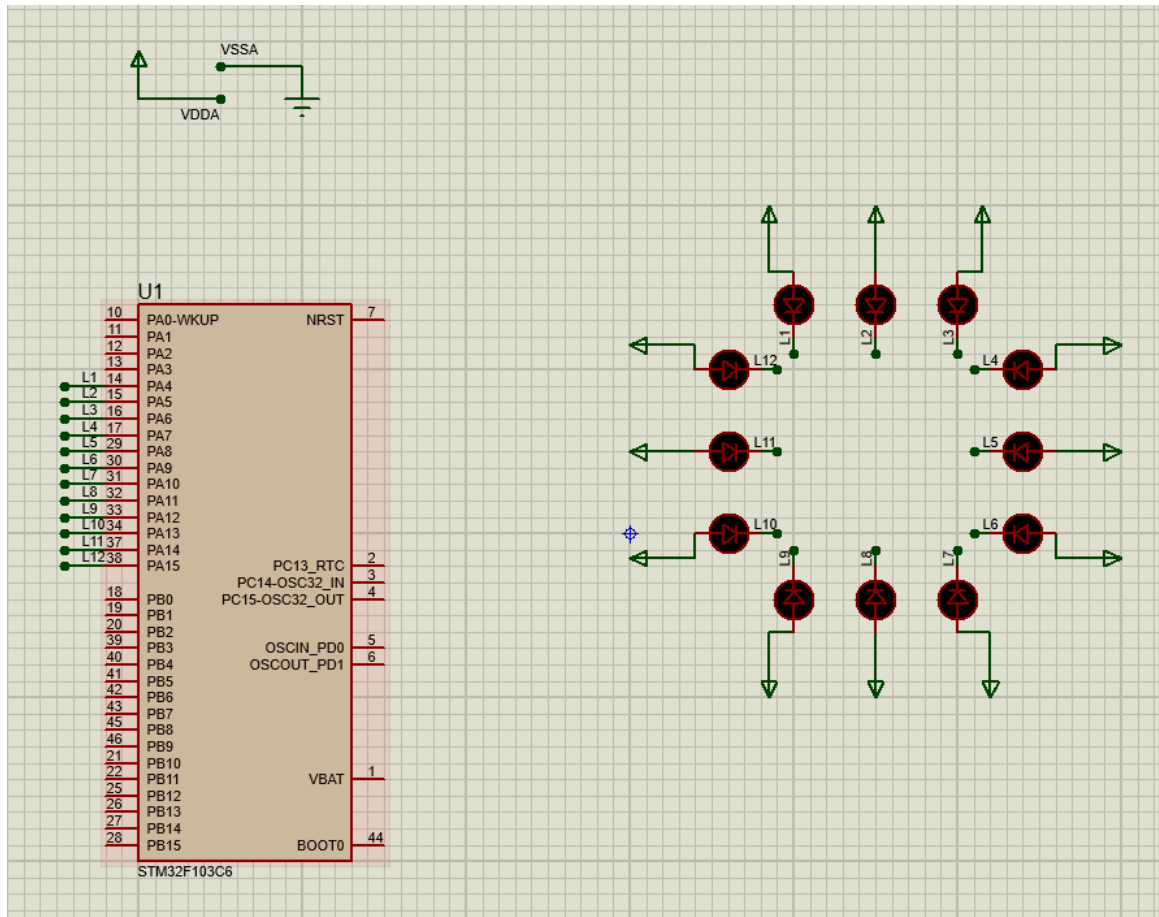 VSSA
VDDA
U1
10 PA0-WKUP NRST 7
11 PA1
12 PA2
13 PA3
L1 14 PA4
L2 15 PA5
L3 16 PA6
L4 17 PA7
L5 29 PA8
L6 30 PA9
L7 31 PA10
L8 32 PA11
L9 33 PA12
L10 34 PA13
L11 37 PA14
L12 38 PA15
PC13_RTC 2
PC14-OSC32_IN 3
18 PB0 PC15-OSC32_OUT 4
19 PB1
20 PB2
39 PB3 OSCIN_PD0 5
40 PB4 OSCOUT_PD1 6
41 PB5
42 PB6
43 PB7
45 PB8
46 PB9
21 PB10
22 PB11 VBAT 1
25 PB12
26 PB13
27 PB14
28 PB15 BOOT0 44
STM32F103C6
L1 L2 L3
L12 L4
L11 L5
L10 L6
L9 L8 L7